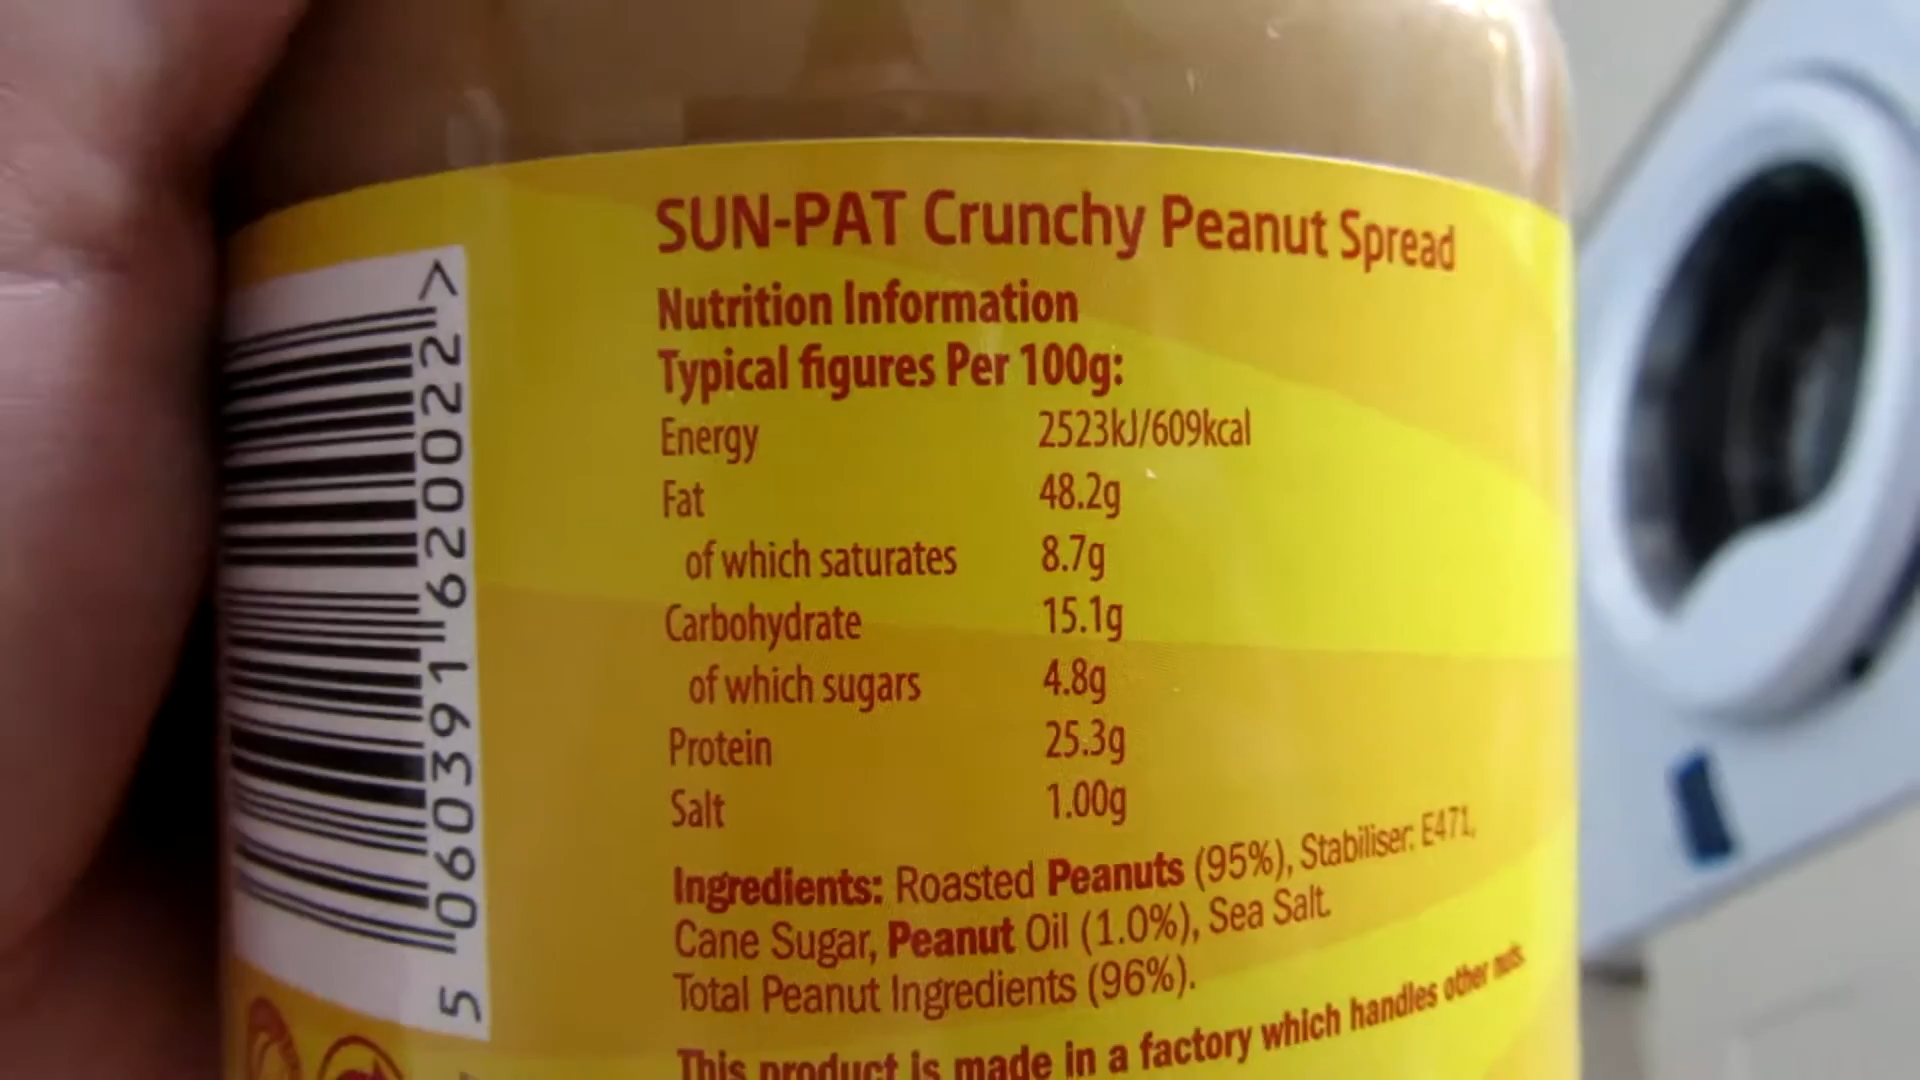 SUN-PAT Crunchy Peanut Spread
Nutrition Information
Typical figures Per 100g:
Energy 2523kJ/609kcal
Fat 48.2g
of which saturates 8.7g
Carbohydrate 15.1g
of which sugars 4.8g
Protein 25.3g
Salt 1.00g
Ingredients: Roasted Peanuts (95%), Stabiliser: E471,
Cane Sugar, Peanut Oil (1.0%), Sea Salt.
Total Peanut Ingredients (96%).
This product is made in a factory which handles other nuts.
5 060391 620022 >